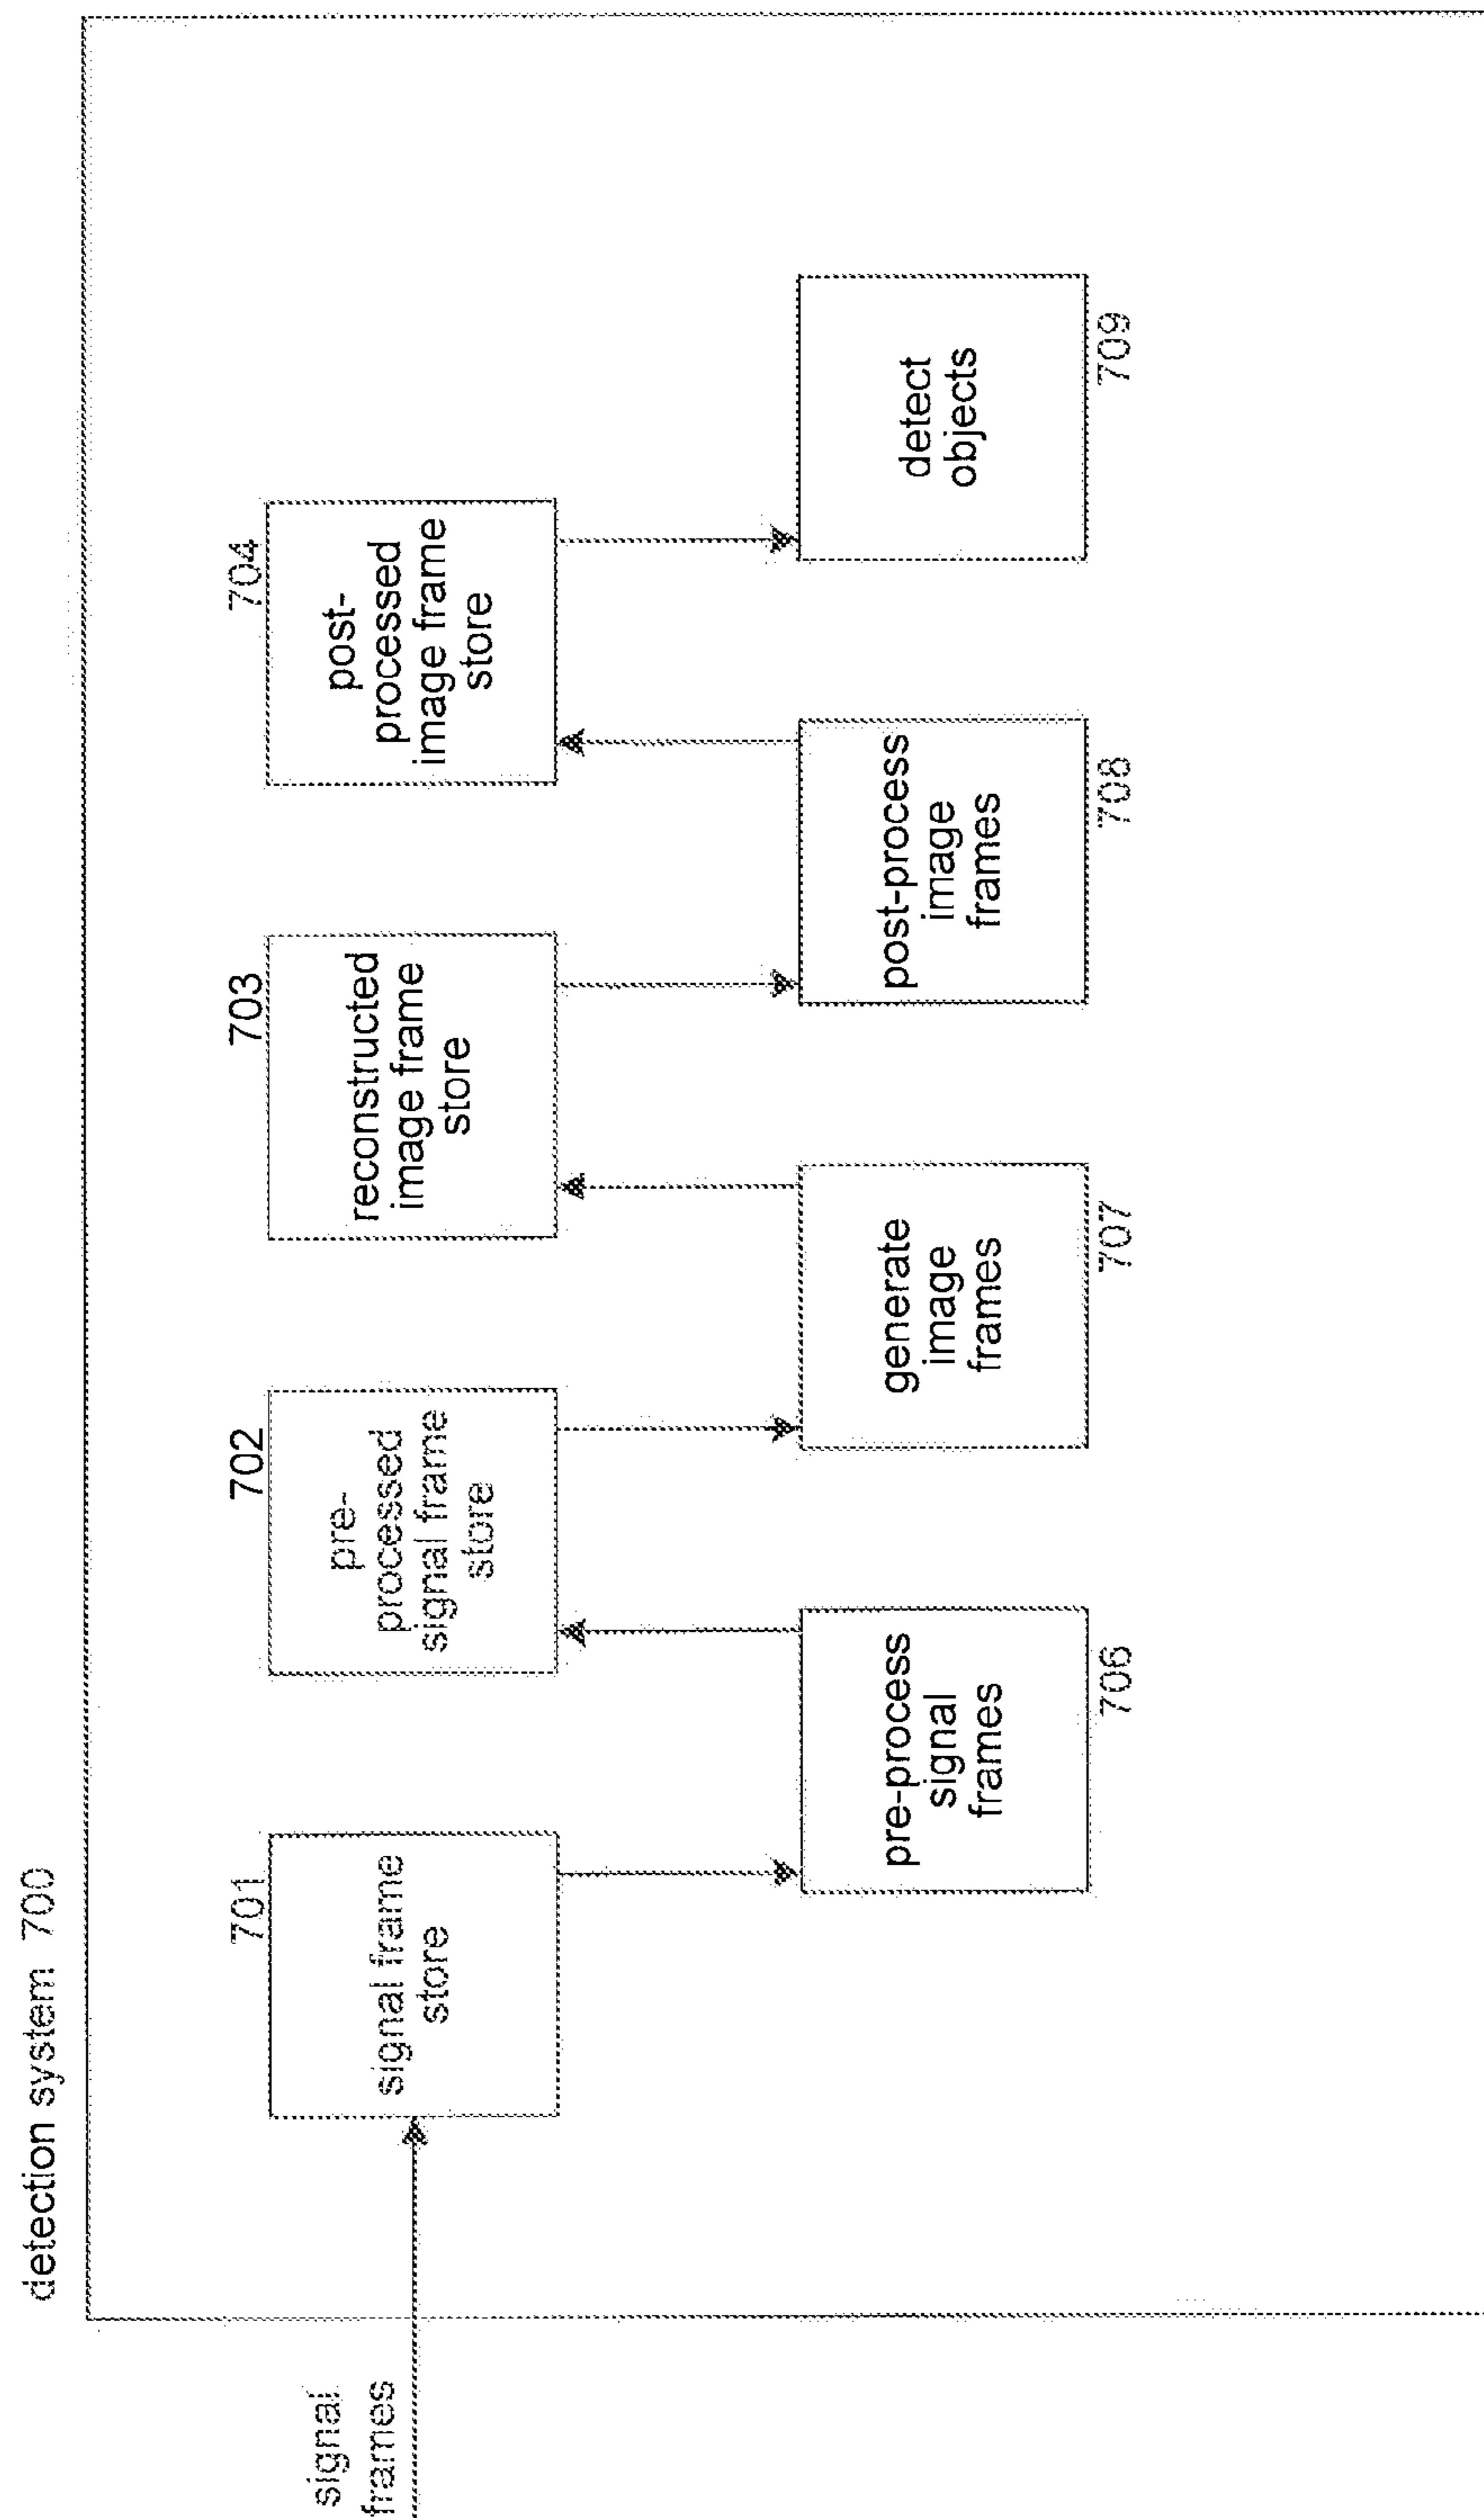 detection system 700
signal
frames
701
signal frame
store
702
pre-
processed
signal frame
store
703
reconstructed
image frame
store
704
post-
processed
image frame
store
pre-process
signal
frames
706
generate
image
frames
707
post-process
image
frames
708
detect
objects
709